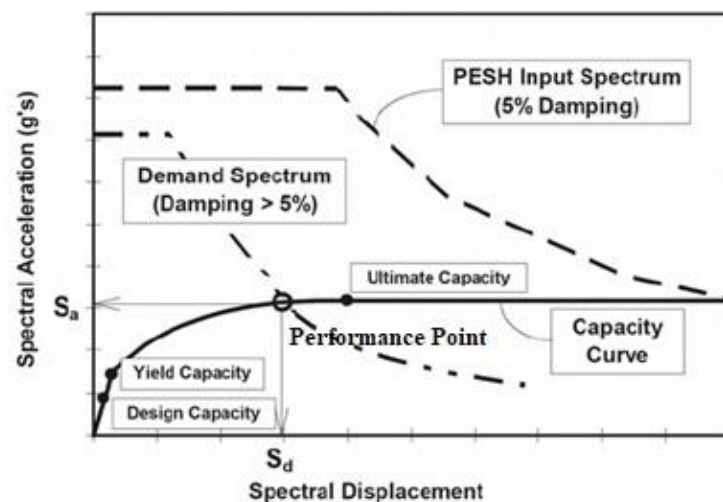 PESH Input Spectrum
(5% Damping)
Demand Spectrum
(Damping > 5%)
Ultimate Capacity
Performance Point
Capacity
Curve
Yield Capacity
Design Capacity
Spectral Acceleration (g's)
Sa
Sd
Spectral Displacement